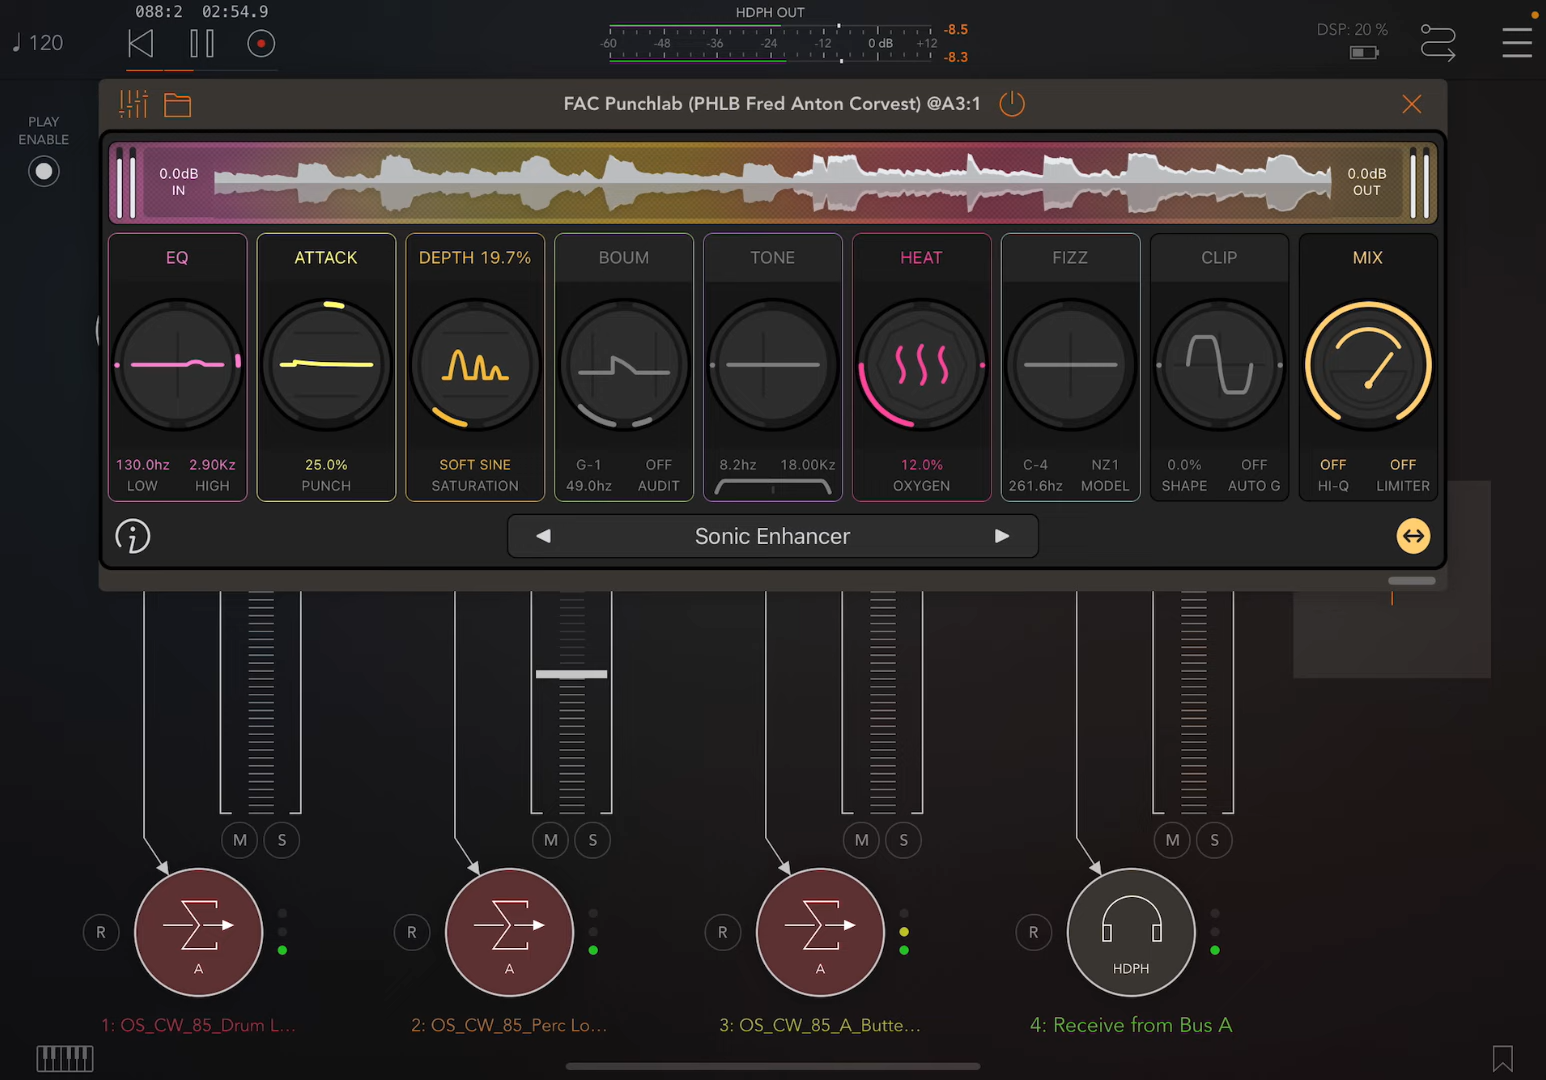 088:2 02:54.9
HDPH OUT
♩ 120
-60 -48 -36 -24 -12 0 dB +12
-8.5
-8.3
DSP: 20 %
PLAY
ENABLE
FAC Punchlab (PHLB Fred Anton Corvest) @A3:1
0.0dB
IN
0.0dB
OUT
EQ
130.0hz 2.90Kz
LOW HIGH
ATTACK
25.0%
PUNCH
DEPTH 19.7%
SOFT SINE
SATURATION
BOUM
G-1 OFF
49.0hz AUDIT
TONE
8.2hz 18.00Kz
HEAT
12.0%
OXYGEN
FIZZ
C-4 NZ1
261.6hz MODEL
CLIP
0.0% OFF
SHAPE AUTO G
MIX
OFF OFF
HI-Q LIMITER
Sonic Enhancer
M S
M S
M S
M S
R
A
R
A
R
A
R
HDPH
1: OS_CW_85_Drum L...
2: OS_CW_85_Perc Lo...
3: OS_CW_85_A_Butte...
4: Receive from Bus A